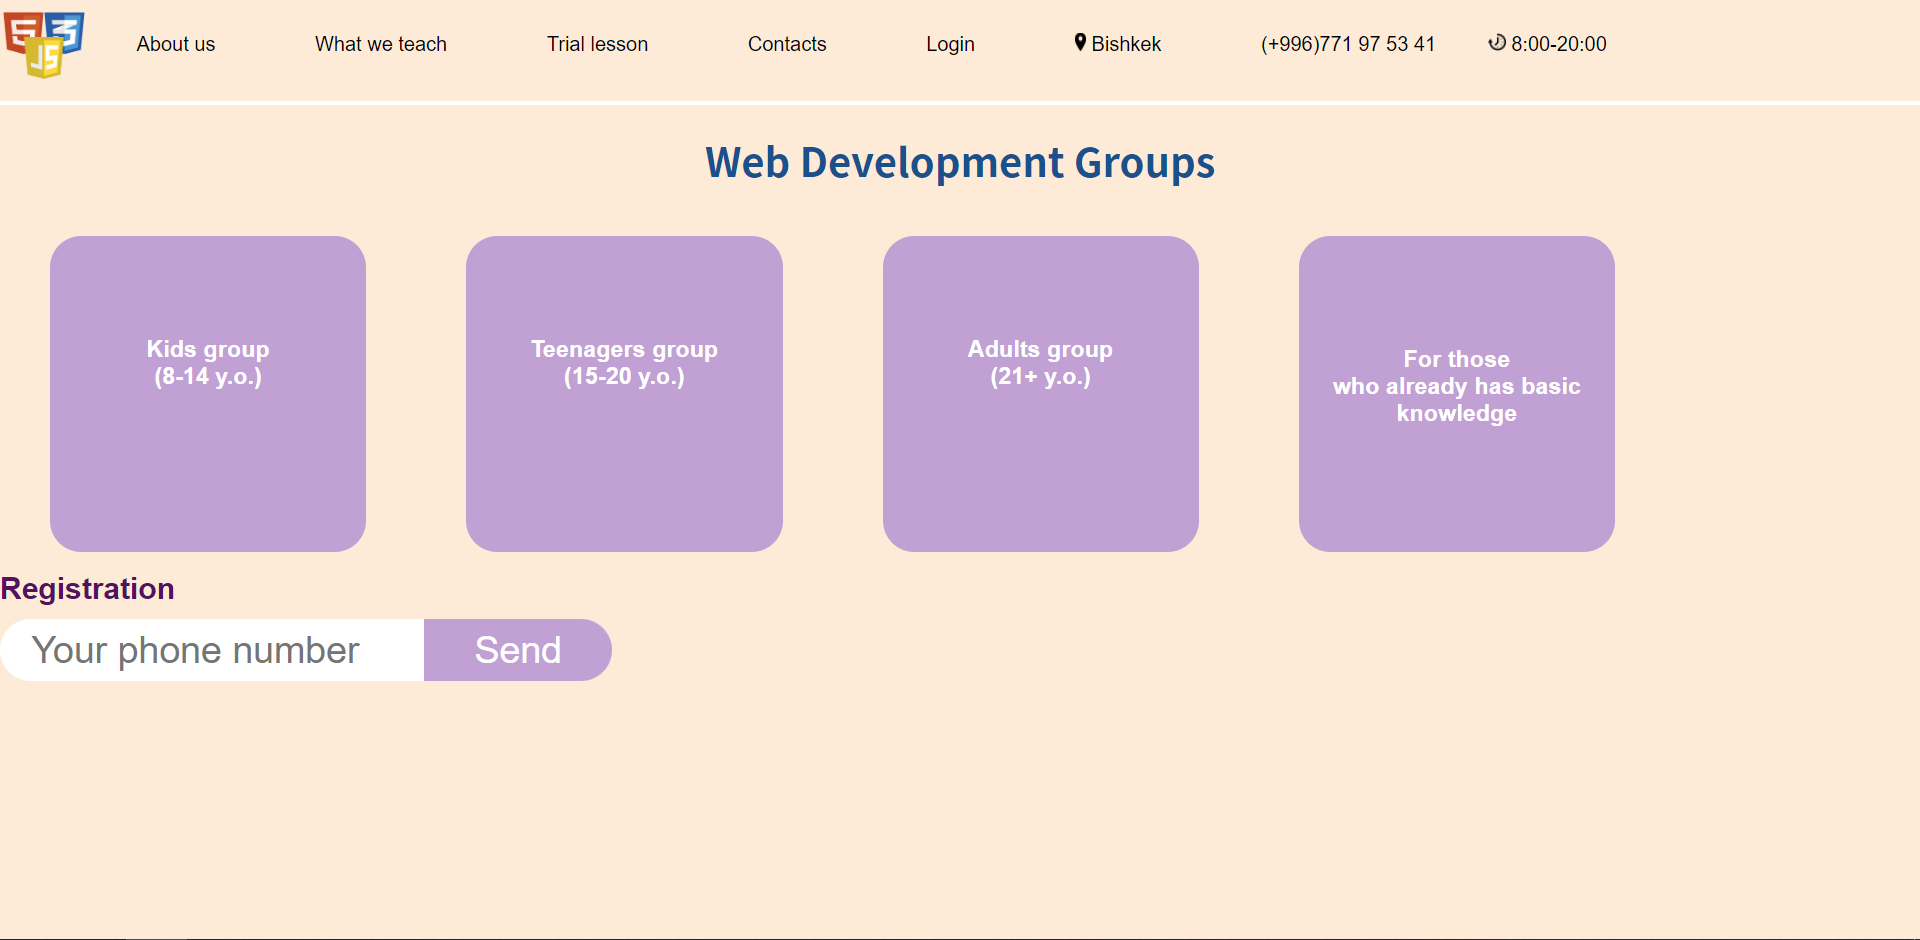 5 3
JS
About us What we teach Trial lesson Contacts Login Bishkek (+996)771 97 53 41 8:00-20:00
Web Development Groups
Kids group
(8-14 y.o.)
Teenagers group
(15-20 y.o.)
Adults group
(21+ y.o.)
For those
who already has basic
knowledge
Registration
Your phone number Send